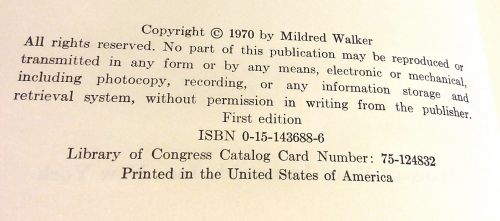 Copyright © 1970 by Mildred Walker
All rights reserved. No part of this publication may be reproduced or
transmitted in any form or by any means, electronic or mechanical,
including photocopy, recording, or any information storage and
retrieval system, without permission in writing from the publisher.
First edition
ISBN 0-15-143688-6
Library of Congress Catalog Card Number: 75-124832
Printed in the United States of America